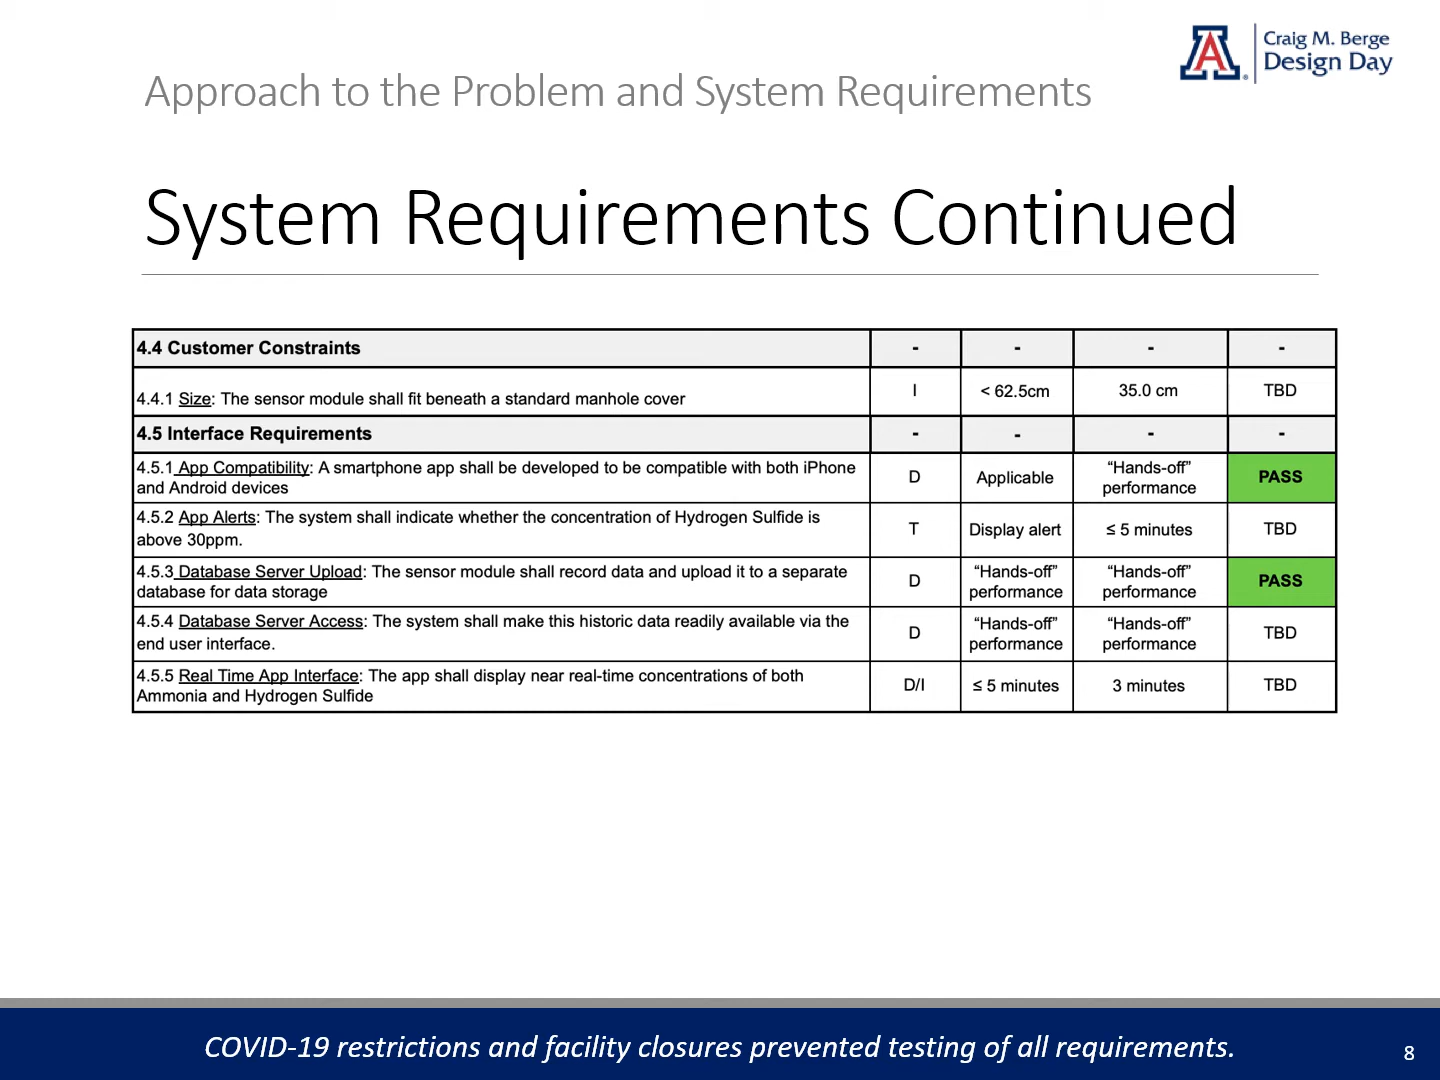 Craig M. Berge
Design Day
Approach to the Problem and System Requirements
System Requirements Continued
4.4 Customer Constraints - - - -
4.4.1 Size: The sensor module shall fit beneath a standard manhole cover I < 62.5cm 35.0 cm TBD
4.5 Interface Requirements - - - -
4.5.1 App Compatibility: A smartphone app shall be developed to be compatible with both iPhone
and Android devices D Applicable “Hands-off”
performance PASS
4.5.2 App Alerts: The system shall indicate whether the concentration of Hydrogen Sulfide is
above 30ppm. T Display alert ≤ 5 minutes TBD
4.5.3 Database Server Upload: The sensor module shall record data and upload it to a separate
database for data storage D “Hands-off”
performance “Hands-off”
performance PASS
4.5.4 Database Server Access: The system shall make this historic data readily available via the
end user interface. D “Hands-off”
performance “Hands-off”
performance TBD
4.5.5 Real Time App Interface: The app shall display near real-time concentrations of both
Ammonia and Hydrogen Sulfide D/I ≤ 5 minutes 3 minutes TBD
COVID-19 restrictions and facility closures prevented testing of all requirements.
8